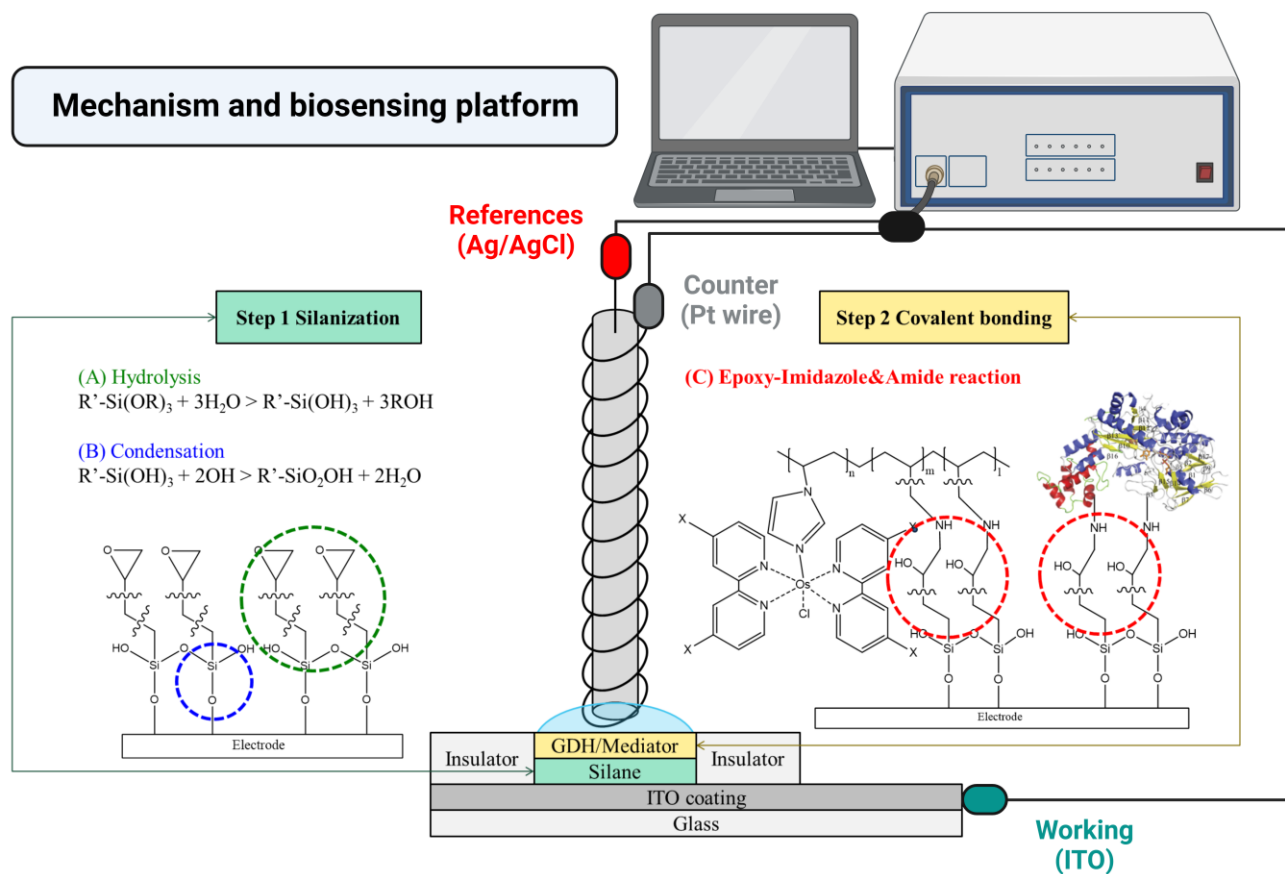 Mechanism and biosensing platform
References
(Ag/AgCl)
Counter
(Pt wire)
Step 1 Silanization
Step 2 Covalent bonding
(A) Hydrolysis
R’-Si(OR)₃ + 3H₂O > R’-Si(OH)₃ + 3ROH
(B) Condensation
R’-Si(OH)₃ + 2OH > R’-SiO₂OH + 2H₂O
(C) Epoxy-Imidazole&Amide reaction
n
m
l
N
N
X
X
N
N
N
N
Os
Cl
X
X
NH
NH
NH
NH
HO
HO
HO
HO
HO
O
OH
HO
O
OH
Si
Si
Si
Si
O
O
O
O
Electrode
O
O
O
O
HO
O
OH
O
OH
Si
Si
Si
Si
O
O
O
O
Electrode
Insulator
GDH/Mediator
Insulator
Silane
ITO coating
Glass
Working
(ITO)